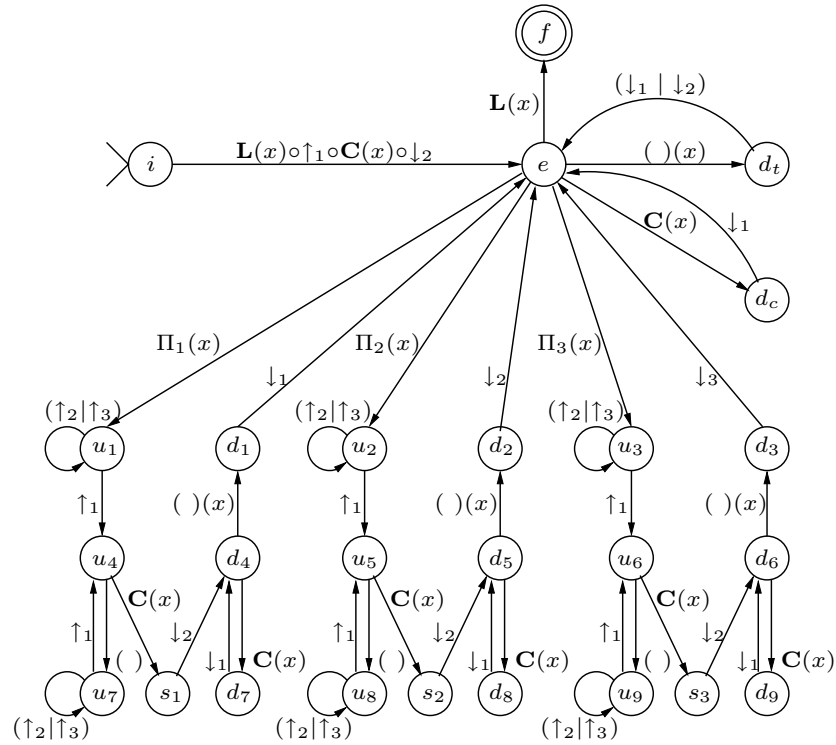 f
(↓₁ | ↓₂)
L(x)
i
L(x)∘↑₁∘C(x)∘↓₂
e
( )(x)
d_t
C(x)
↓₁
d_c
Π₁(x)
↓₁
Π₂(x)
↓₂
Π₃(x)
↓₃
(↑₂|↑₃)
(↑₂|↑₃)
(↑₂|↑₃)
u₁
d₁
u₂
d₂
u₃
d₃
↑₁
( )(x)
↑₁
( )(x)
↑₁
( )(x)
u₄
d₄
u₅
d₅
u₆
d₆
C(x)
C(x)
C(x)
↑₁
( )
↓₂
↓₁
C(x)
↑₁
( )
↓₂
↓₁
C(x)
↑₁
( )
↓₂
↓₁
C(x)
u₇
s₁
d₇
u₈
s₂
d₈
u₉
s₃
d₉
(↑₂|↑₃)
(↑₂|↑₃)
(↑₂|↑₃)